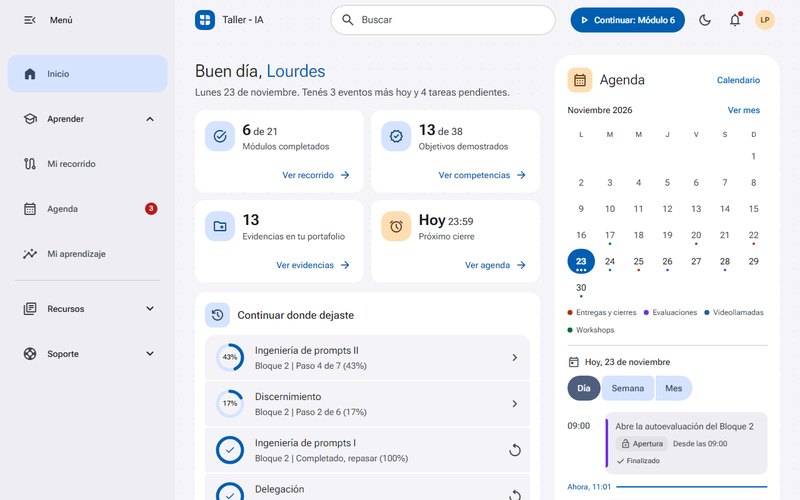 Menú
Inicio
Aprender
Mi recorrido
Agenda
3
Mi aprendizaje
Recursos
Soporte
Taller - IA
Buscar
Continuar: Módulo 6
LP
Buen día, Lourdes
Lunes 23 de noviembre. Tenés 3 eventos más hoy y 4 tareas pendientes.
6 de 21
Módulos completados
Ver recorrido
13 de 38
Objetivos demostrados
Ver competencias
13
Evidencias en tu portafolio
Ver evidencias
Hoy 23:59
Próximo cierre
Ver agenda
Continuar donde dejaste
43%
Ingeniería de prompts II
Bloque 2 | Paso 4 de 7 (43%)
17%
Discernimiento
Bloque 2 | Paso 2 de 6 (17%)
Ingeniería de prompts I
Bloque 2 | Completado, repasar (100%)
Delegación
Agenda
Calendario
Noviembre 2026
Ver mes
L M M J V S D
1
2 3 4 5 6 7 8
9 10 11 12 13 14 15
16 17 18 19 20 21 22
23 24 25 26 27 28 29
30
Entregas y cierres Evaluaciones Videollamadas
Workshops
Hoy, 23 de noviembre
Día Semana Mes
09:00
Abre la autoevaluación del Bloque 2
Apertura Desde las 09:00
Finalizado
Ahora, 11:01